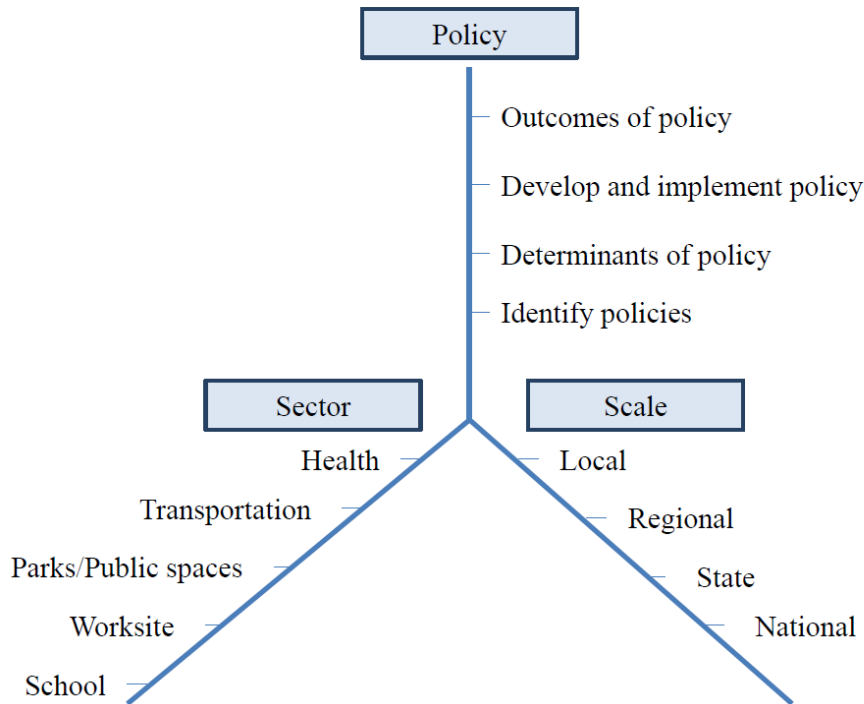 Policy
Outcomes of policy
Develop and implement policy
Determinants of policy
Identify policies
Sector
Scale
Health
Local
Transportation
Regional
Parks/Public spaces
State
Worksite
National
School